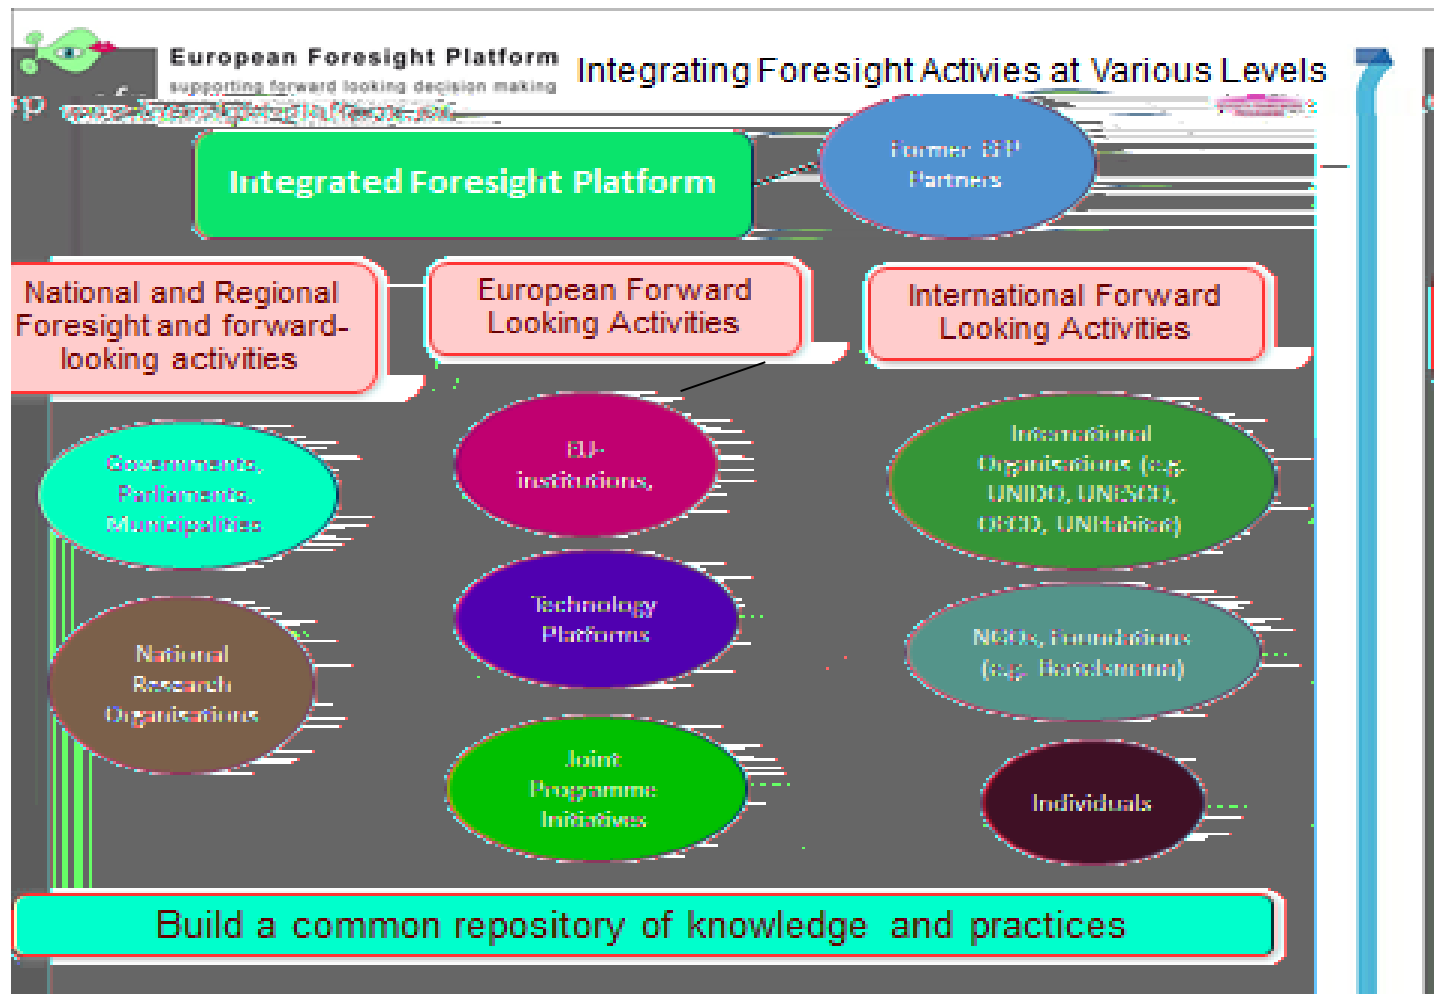 European Foresight Platform
supporting forward looking decision making
Integrating Foresight Activies at Various Levels
Integrated Foresight Platform
Former
Partners
National and Regional
Foresight and forward-
looking activities
European Forward
Looking Activities
International Forward
Looking Activities
Governments,
Parliaments,
Municipalities
National
Research
Organisations
EU-
institutions,
Technology
Platforms
Joint
Programme
Initiatives
International
Organisations (e.g.
UNIDO, UNESCO,
OECD, UNHabitat)
NGOs, Foundations
(e.g. Bertelsmann)
Individuals
Build a common repository of knowledge and practices